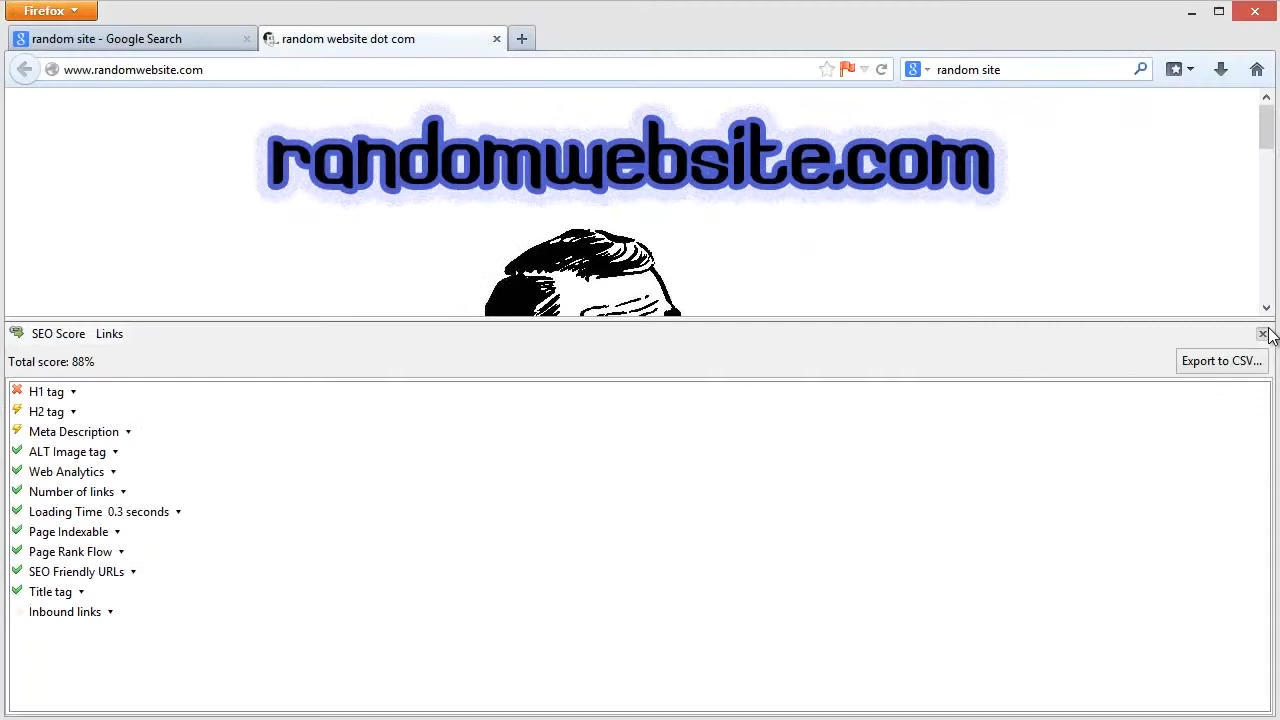 Firefox
random site - Google Search
random website dot com
www.randomwebsite.com
random site
randomwebsite.com
SEO Score Links
Total score: 88%
Export to CSV...
H1 tag
H2 tag
Meta Description
ALT Image tag
Web Analytics
Number of links
Loading Time 0.3 seconds
Page Indexable
Page Rank Flow
SEO Friendly URLs
Title tag
Inbound links